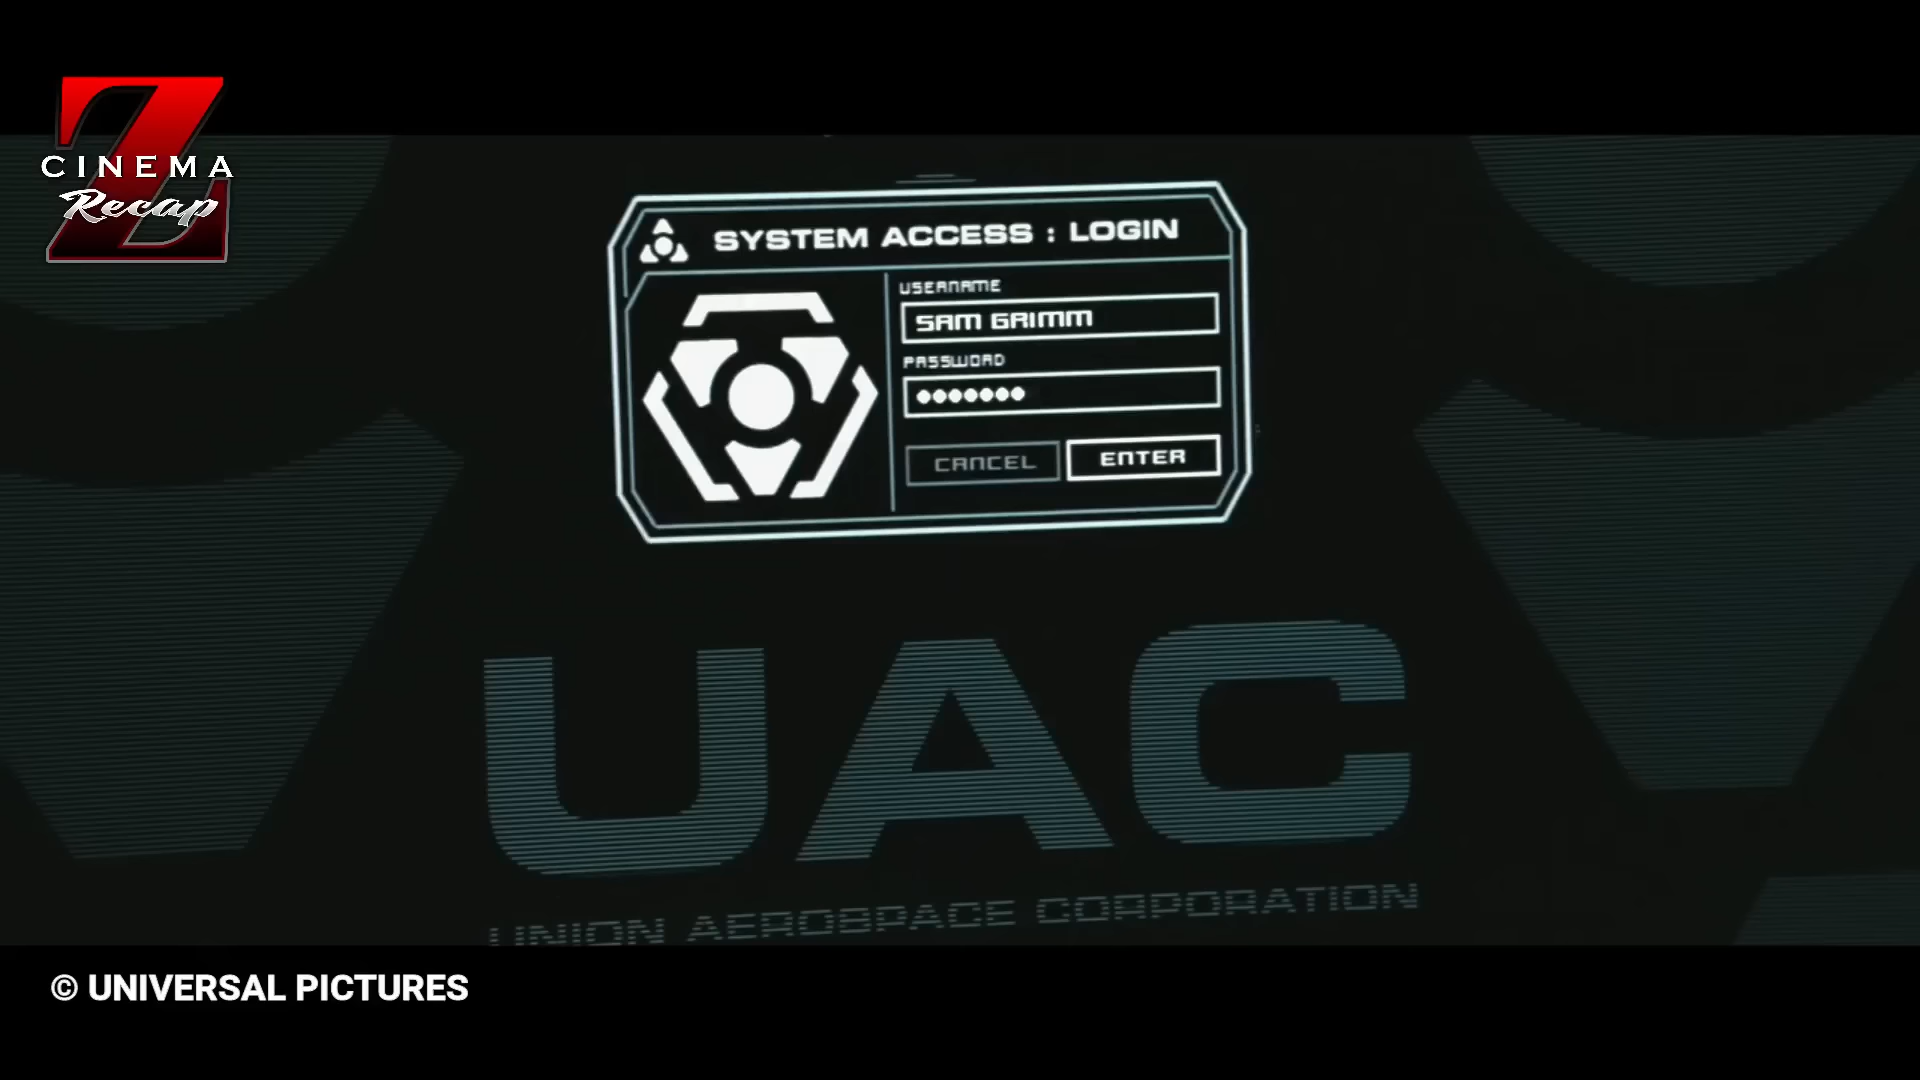 Z
CINEMA
Recap
SYSTEM ACCESS : LOGIN
USERNAME
SAM GRIMM
PASSWORD
●●●●●●●
CANCEL
ENTER
UAC
UNION AEROSPACE CORPORATION
© UNIVERSAL PICTURES